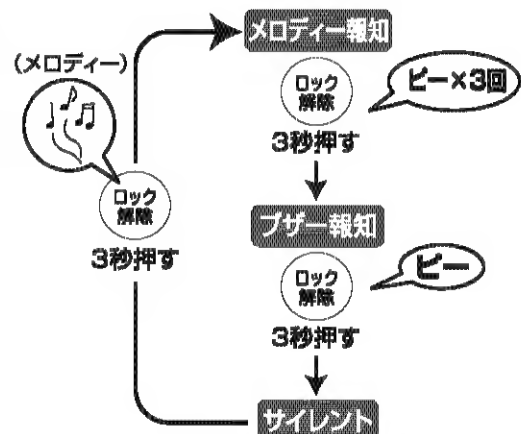 メロディー報知
(メロディー)
ロック
解除
ピー×3回
3秒押す
ロック
解除
3秒押す
ブザー報知
ロック
解除
ピー
3秒押す
サイレント